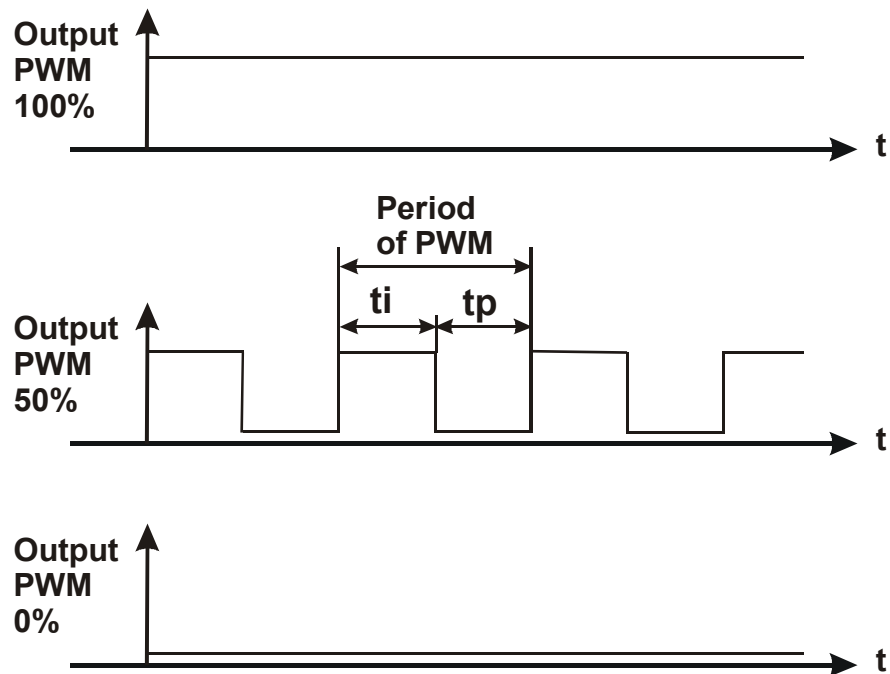 Output
PWM
100%
t
Period
of PWM
ti
tp
Output
PWM
50%
t
Output
PWM
0%
t